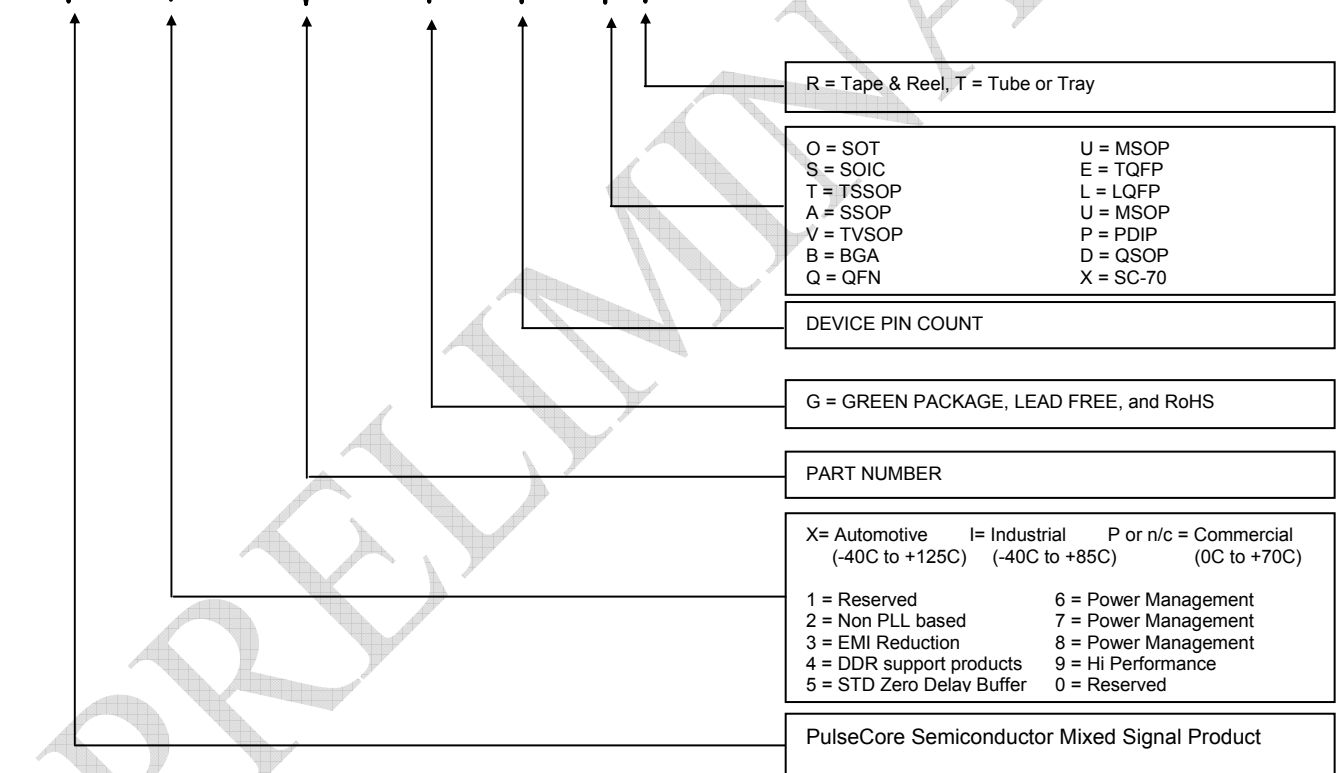 R = Tape & Reel, T = Tube or Tray
O = SOT U = MSOP
S = SOIC E = TQFP
T = TSSOP L = LQFP
A = SSOP U = MSOP
V = TVSOP P = PDIP
B = BGA D = QSOP
Q = QFN X = SC-70
DEVICE PIN COUNT
G = GREEN PACKAGE, LEAD FREE, and RoHS
PART NUMBER
X= Automotive I= Industrial P or n/c = Commercial
(-40C to +125C) (-40C to +85C) (0C to +70C)
1 = Reserved 6 = Power Management
2 = Non PLL based 7 = Power Management
3 = EMI Reduction 8 = Power Management
4 = DDR support products 9 = Hi Performance
5 = STD Zero Delay Buffer 0 = Reserved
PulseCore Semiconductor Mixed Signal Product
PRELIMINA